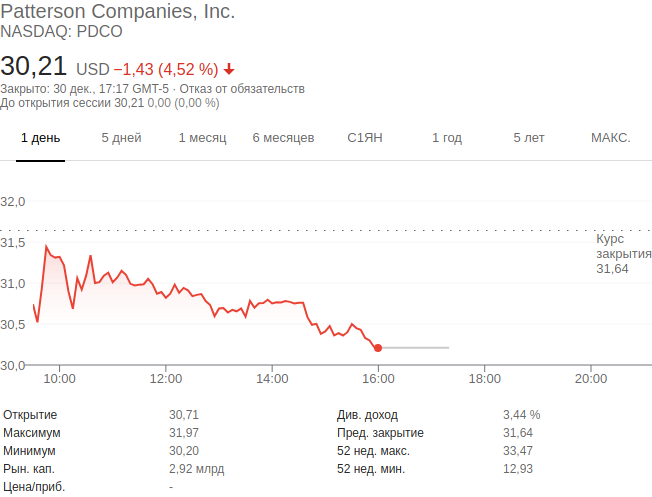 Patterson Companies, Inc.
NASDAQ: PDCO
30,21 USD −1,43 (4,52 %)
Закрыто: 30 дек., 17:17 GMT-5 · Отказ от обязательств
До открытия сессии 30,21 0,00 (0,00 %)
1 день 5 дней 1 месяц 6 месяцев С1ЯН 1 год 5 лет МАКС.
32,0
31,5
31,0
30,5
30,0
Курс
закрытия
31,64
10:00 12:00 14:00 16:00 18:00 20:00
Открытие 30,71 Див. доход 3,44 %
Максимум 31,97 Пред. закрытие 31,64
Минимум 30,20 52 нед. макс. 33,47
Рын. кап. 2,92 млрд 52 нед. мин. 12,93
Цена/приб. -